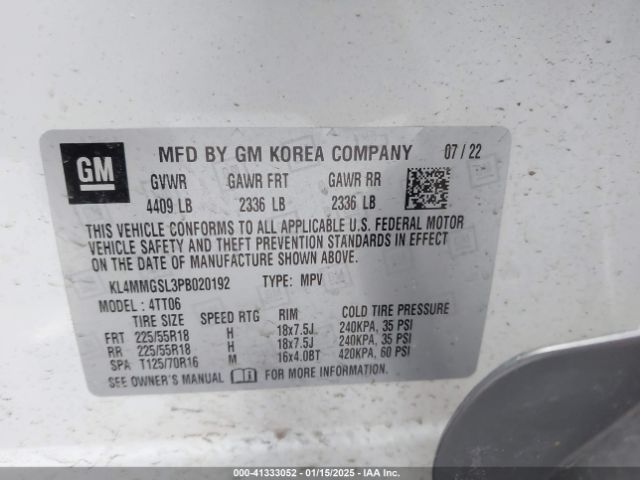 GM
MFD BY GM KOREA COMPANY 07 / 22
GVWR GAWR FRT GAWR RR
4409 LB 2336 LB 2336 LB
THIS VEHICLE CONFORMS TO ALL APPLICABLE U.S. FEDERAL MOTOR
VEHICLE SAFETY AND THEFT PREVENTION STANDARDS IN EFFECT
ON THE DATE OF MANUFACTURE SHOWN ABOVE.
KL4MMGSL3PB020192 TYPE: MPV
MODEL: 4TT06
TIRE SIZE SPEED RTG RIM COLD TIRE PRESSURE
FRT 225/55R18 H 18x7.5J 240KPA, 35 PSI
RR 225/55R18 H 18x7.5J 240KPA, 35 PSI
SPA T125/70R16 M 16x4.0BT 420KPA, 60 PSI
SEE OWNER'S MANUAL FOR MORE INFORMATION.
000-41333052 - 01/15/2025 - IAA Inc.